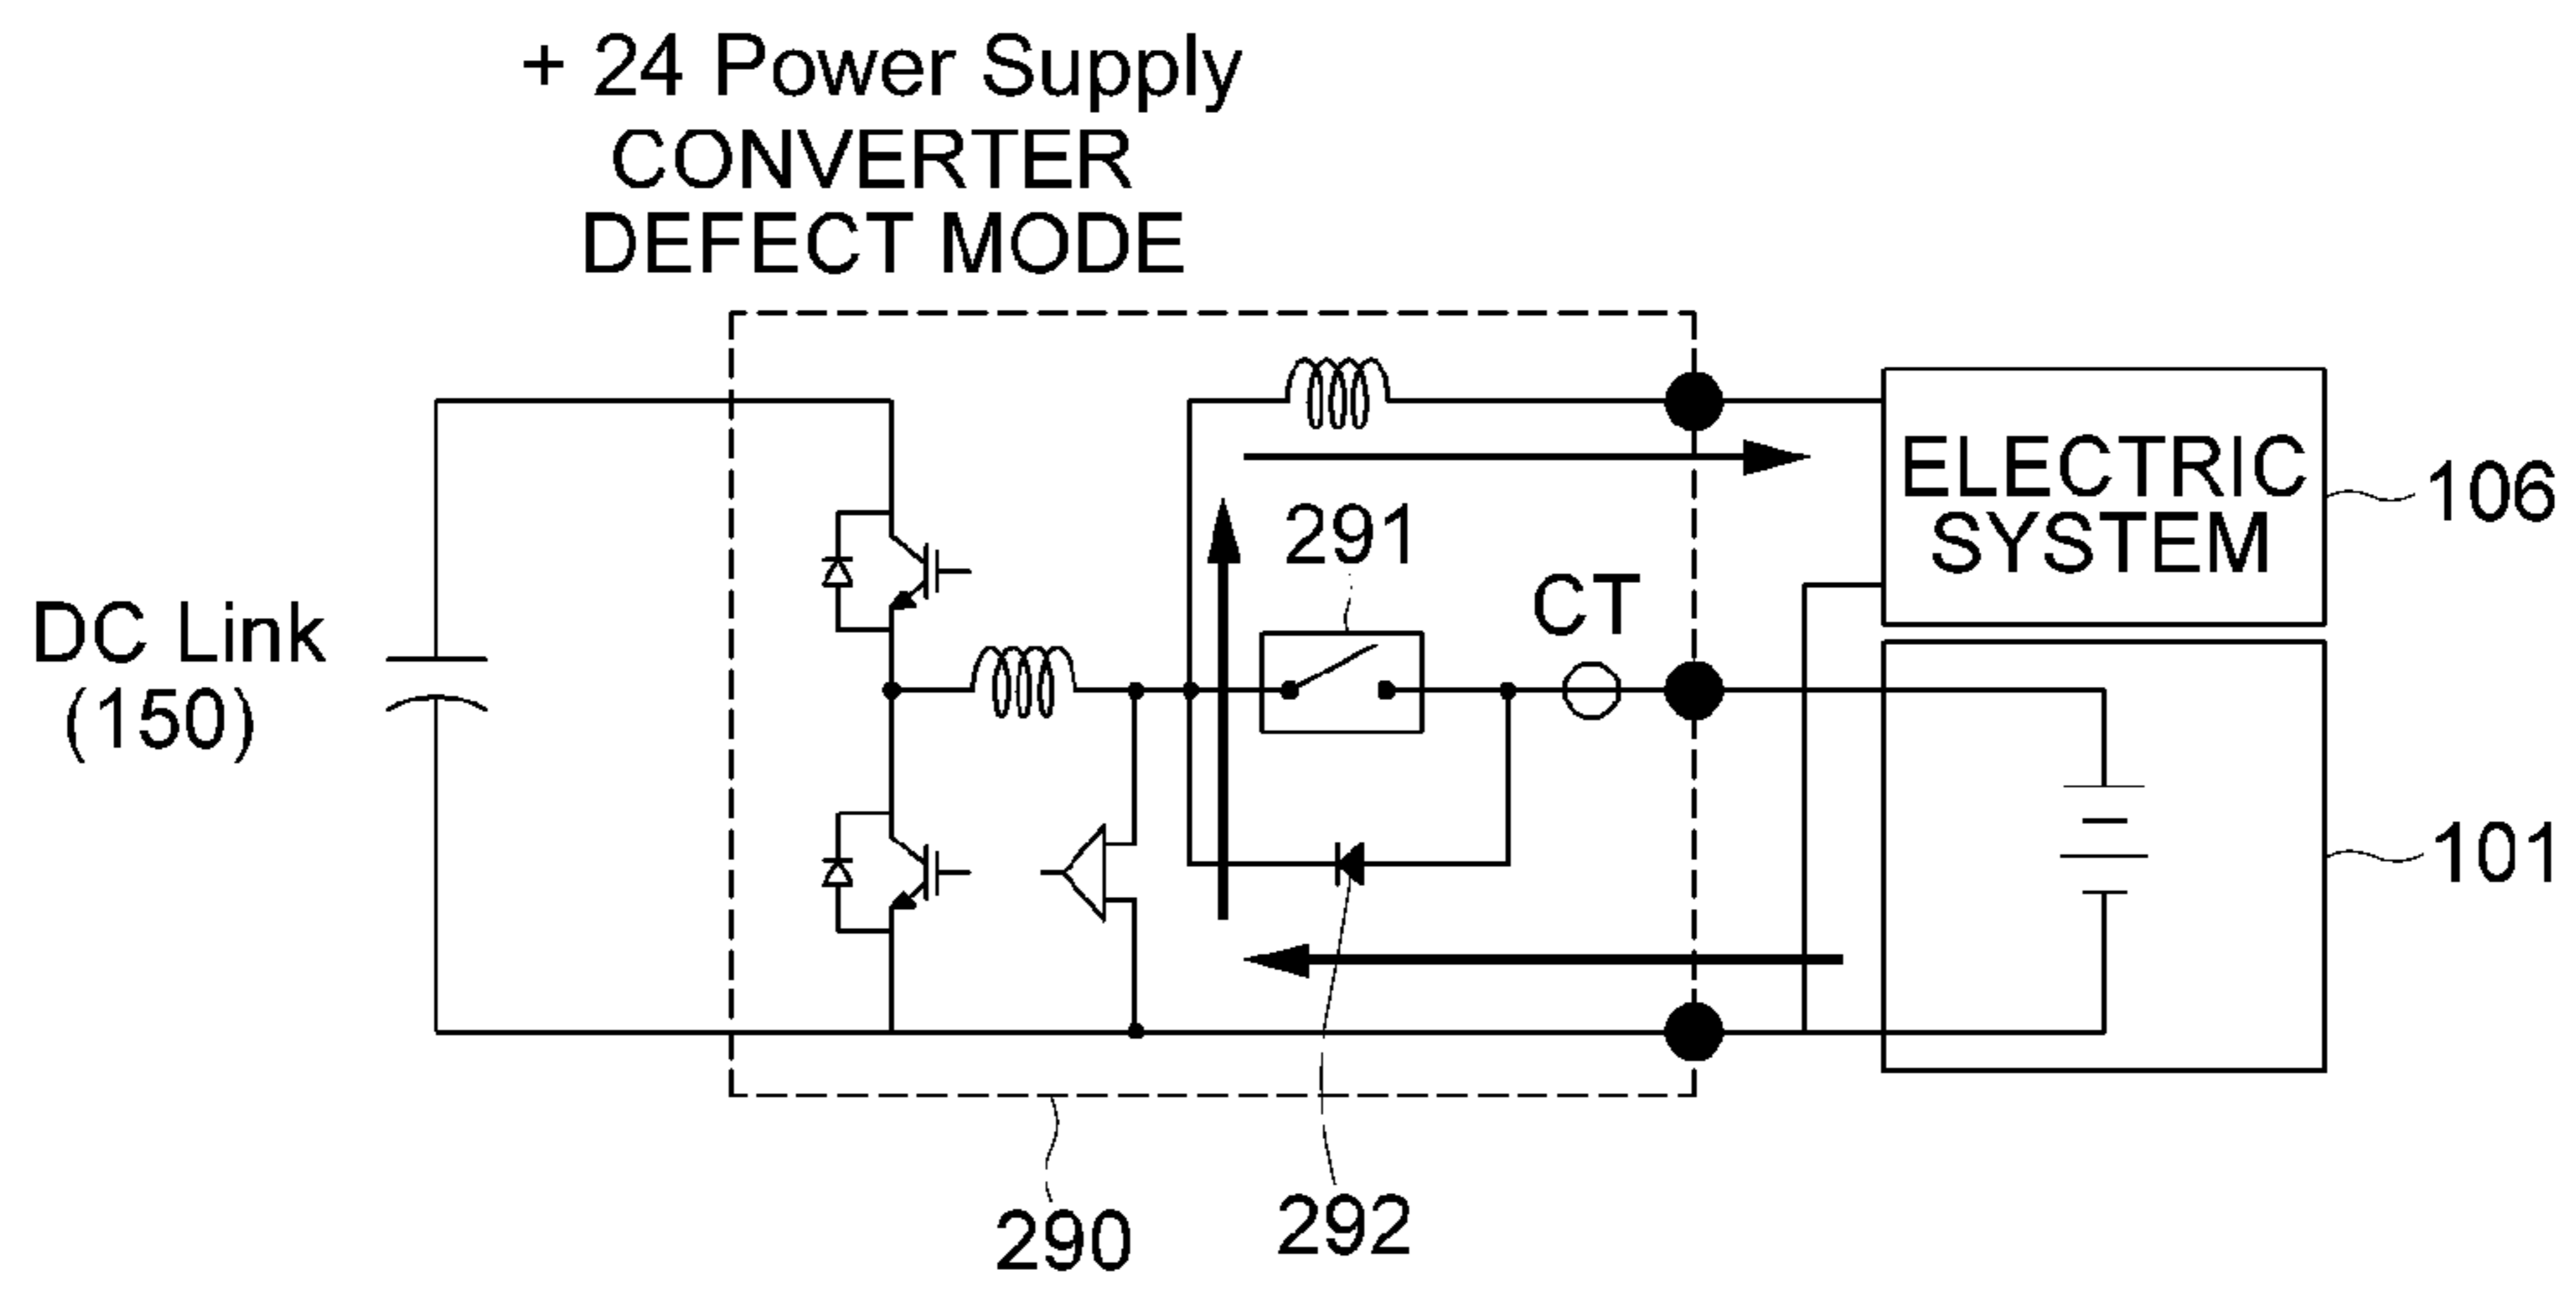 + 24 Power Supply
CONVERTER
DEFECT MODE
ELECTRIC
SYSTEM
106
291
CT
DC Link
(150)
101
290
292